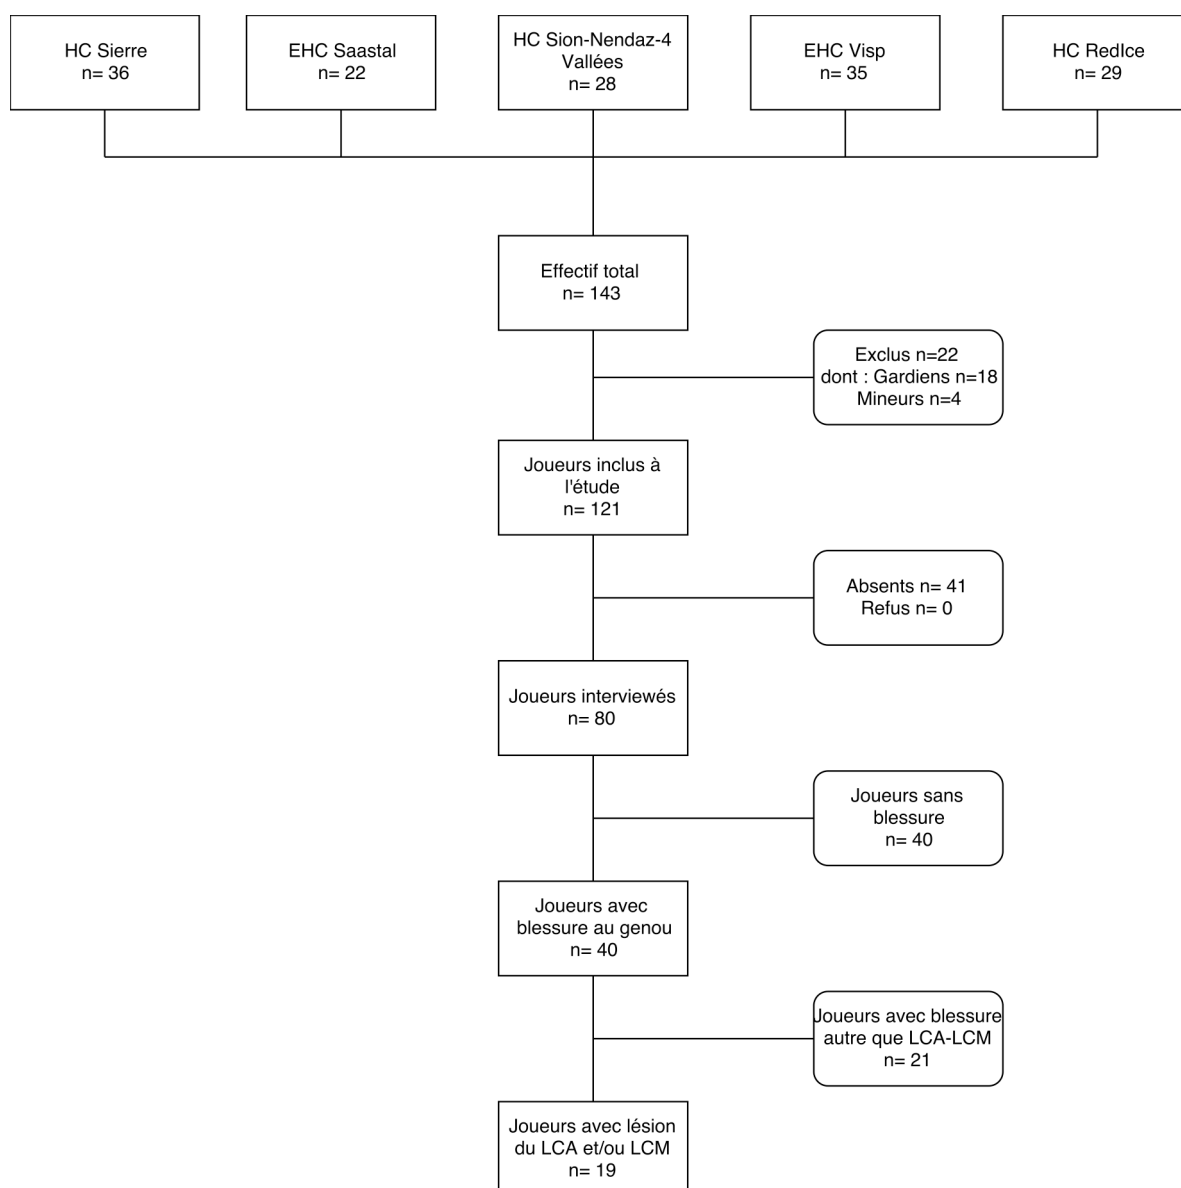 HC Sierre
n= 36
EHC Saastal
n= 22
HC Sion-Nendaz-4
Vallées
n= 28
EHC Visp
n= 35
HC RedIce
n= 29
Effectif total
n= 143
Exclus n=22
dont : Gardiens n=18
Mineurs n=4
Joueurs inclus à
l'étude
n= 121
Absents n= 41
Refus n= 0
Joueurs interviewés
n= 80
Joueurs sans
blessure
n= 40
Joueurs avec
blessure au genou
n= 40
Joueurs avec blessure
autre que LCA-LCM
n= 21
Joueurs avec lésion
du LCA et/ou LCM
n= 19